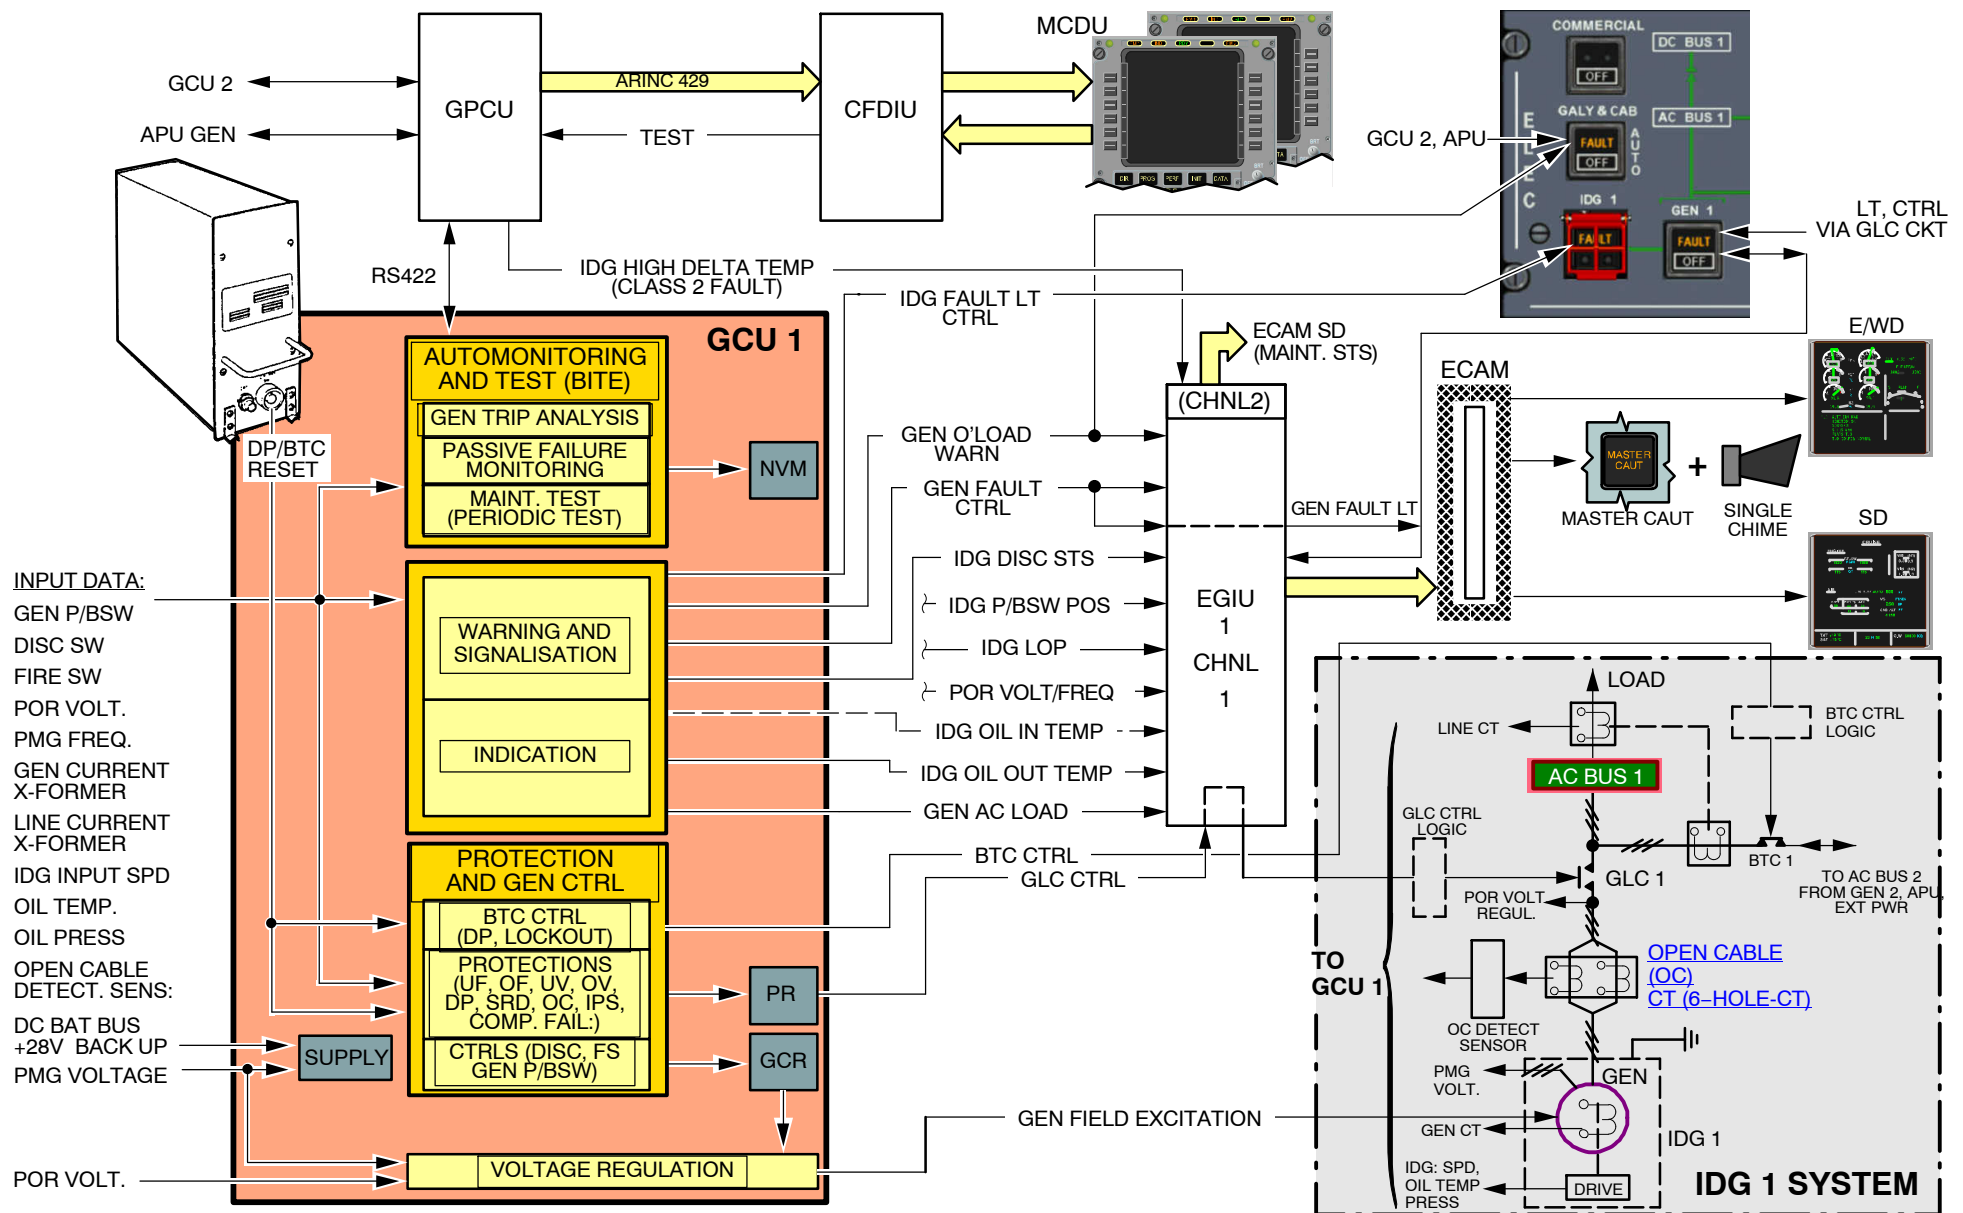 GCU 2
APU GEN
GPCU
ARINC 429
TEST
CFDIU
MCDU
DIR
PROG
PERF
INIT
DATA
COMMERCIAL
OFF
DC BUS 1
GALY & CAB
AC BUS 1
FAULT
OFF
AUTO
ELEC
GCU 2, APU
IDG 1
FAULT
GEN 1
FAULT
OFF
LT, CTRL
VIA GLC CKT
RS422
IDG HIGH DELTA TEMP
(CLASS 2 FAULT)
IDG FAULT LT
CTRL
GCU 1
DP/BTC
RESET
AUTOMONITORING
AND TEST (BITE)
GEN TRIP ANALYSIS
PASSIVE FAILURE
MONITORING
MAINT. TEST
(PERIODIC TEST)
NVM
WARNING AND
SIGNALISATION
INDICATION
PROTECTION
AND GEN CTRL
BTC CTRL
(DP, LOCKOUT)
PROTECTIONS
(UF, OF, UV, OV,
DP, SRD, OC, IPS,
COMP. FAIL:)
CTRLS (DISC, FS
GEN P/BSW)
PR
GCR
SUPPLY
VOLTAGE REGULATION
INPUT DATA:
GEN P/BSW
DISC SW
FIRE SW
POR VOLT.
PMG FREQ.
GEN CURRENT
X-FORMER
LINE CURRENT
X-FORMER
IDG INPUT SPD
OIL TEMP.
OIL PRESS
OPEN CABLE
DETECT. SENS:
DC BAT BUS
+28V BACK UP
PMG VOLTAGE
POR VOLT.
GEN O'LOAD
WARN
GEN FAULT
CTRL
IDG DISC STS
IDG P/BSW POS
IDG LOP
POR VOLT/FREQ
IDG OIL IN TEMP
IDG OIL OUT TEMP
GEN AC LOAD
BTC CTRL
GLC CTRL
GEN FIELD EXCITATION
ECAM SD
(MAINT. STS)
(CHNL2)
EGIU
1
CHNL
1
GEN FAULT LT
ECAM
E/WD
MASTER
CAUT
+
MASTER CAUT
SINGLE
CHIME
SD
LOAD
LINE CT
AC BUS 1
BTC CTRL
LOGIC
GLC CTRL
LOGIC
BTC 1
GLC 1
TO AC BUS 2
FROM GEN 2, APU,
EXT PWR
POR VOLT
REGUL.
TO
GCU 1
OPEN CABLE
(OC)
CT (6–HOLE-CT)
OC DETECT
SENSOR
PMG
VOLT.
GEN
GEN CT
IDG 1
IDG: SPD,
OIL TEMP
PRESS
DRIVE
IDG 1 SYSTEM